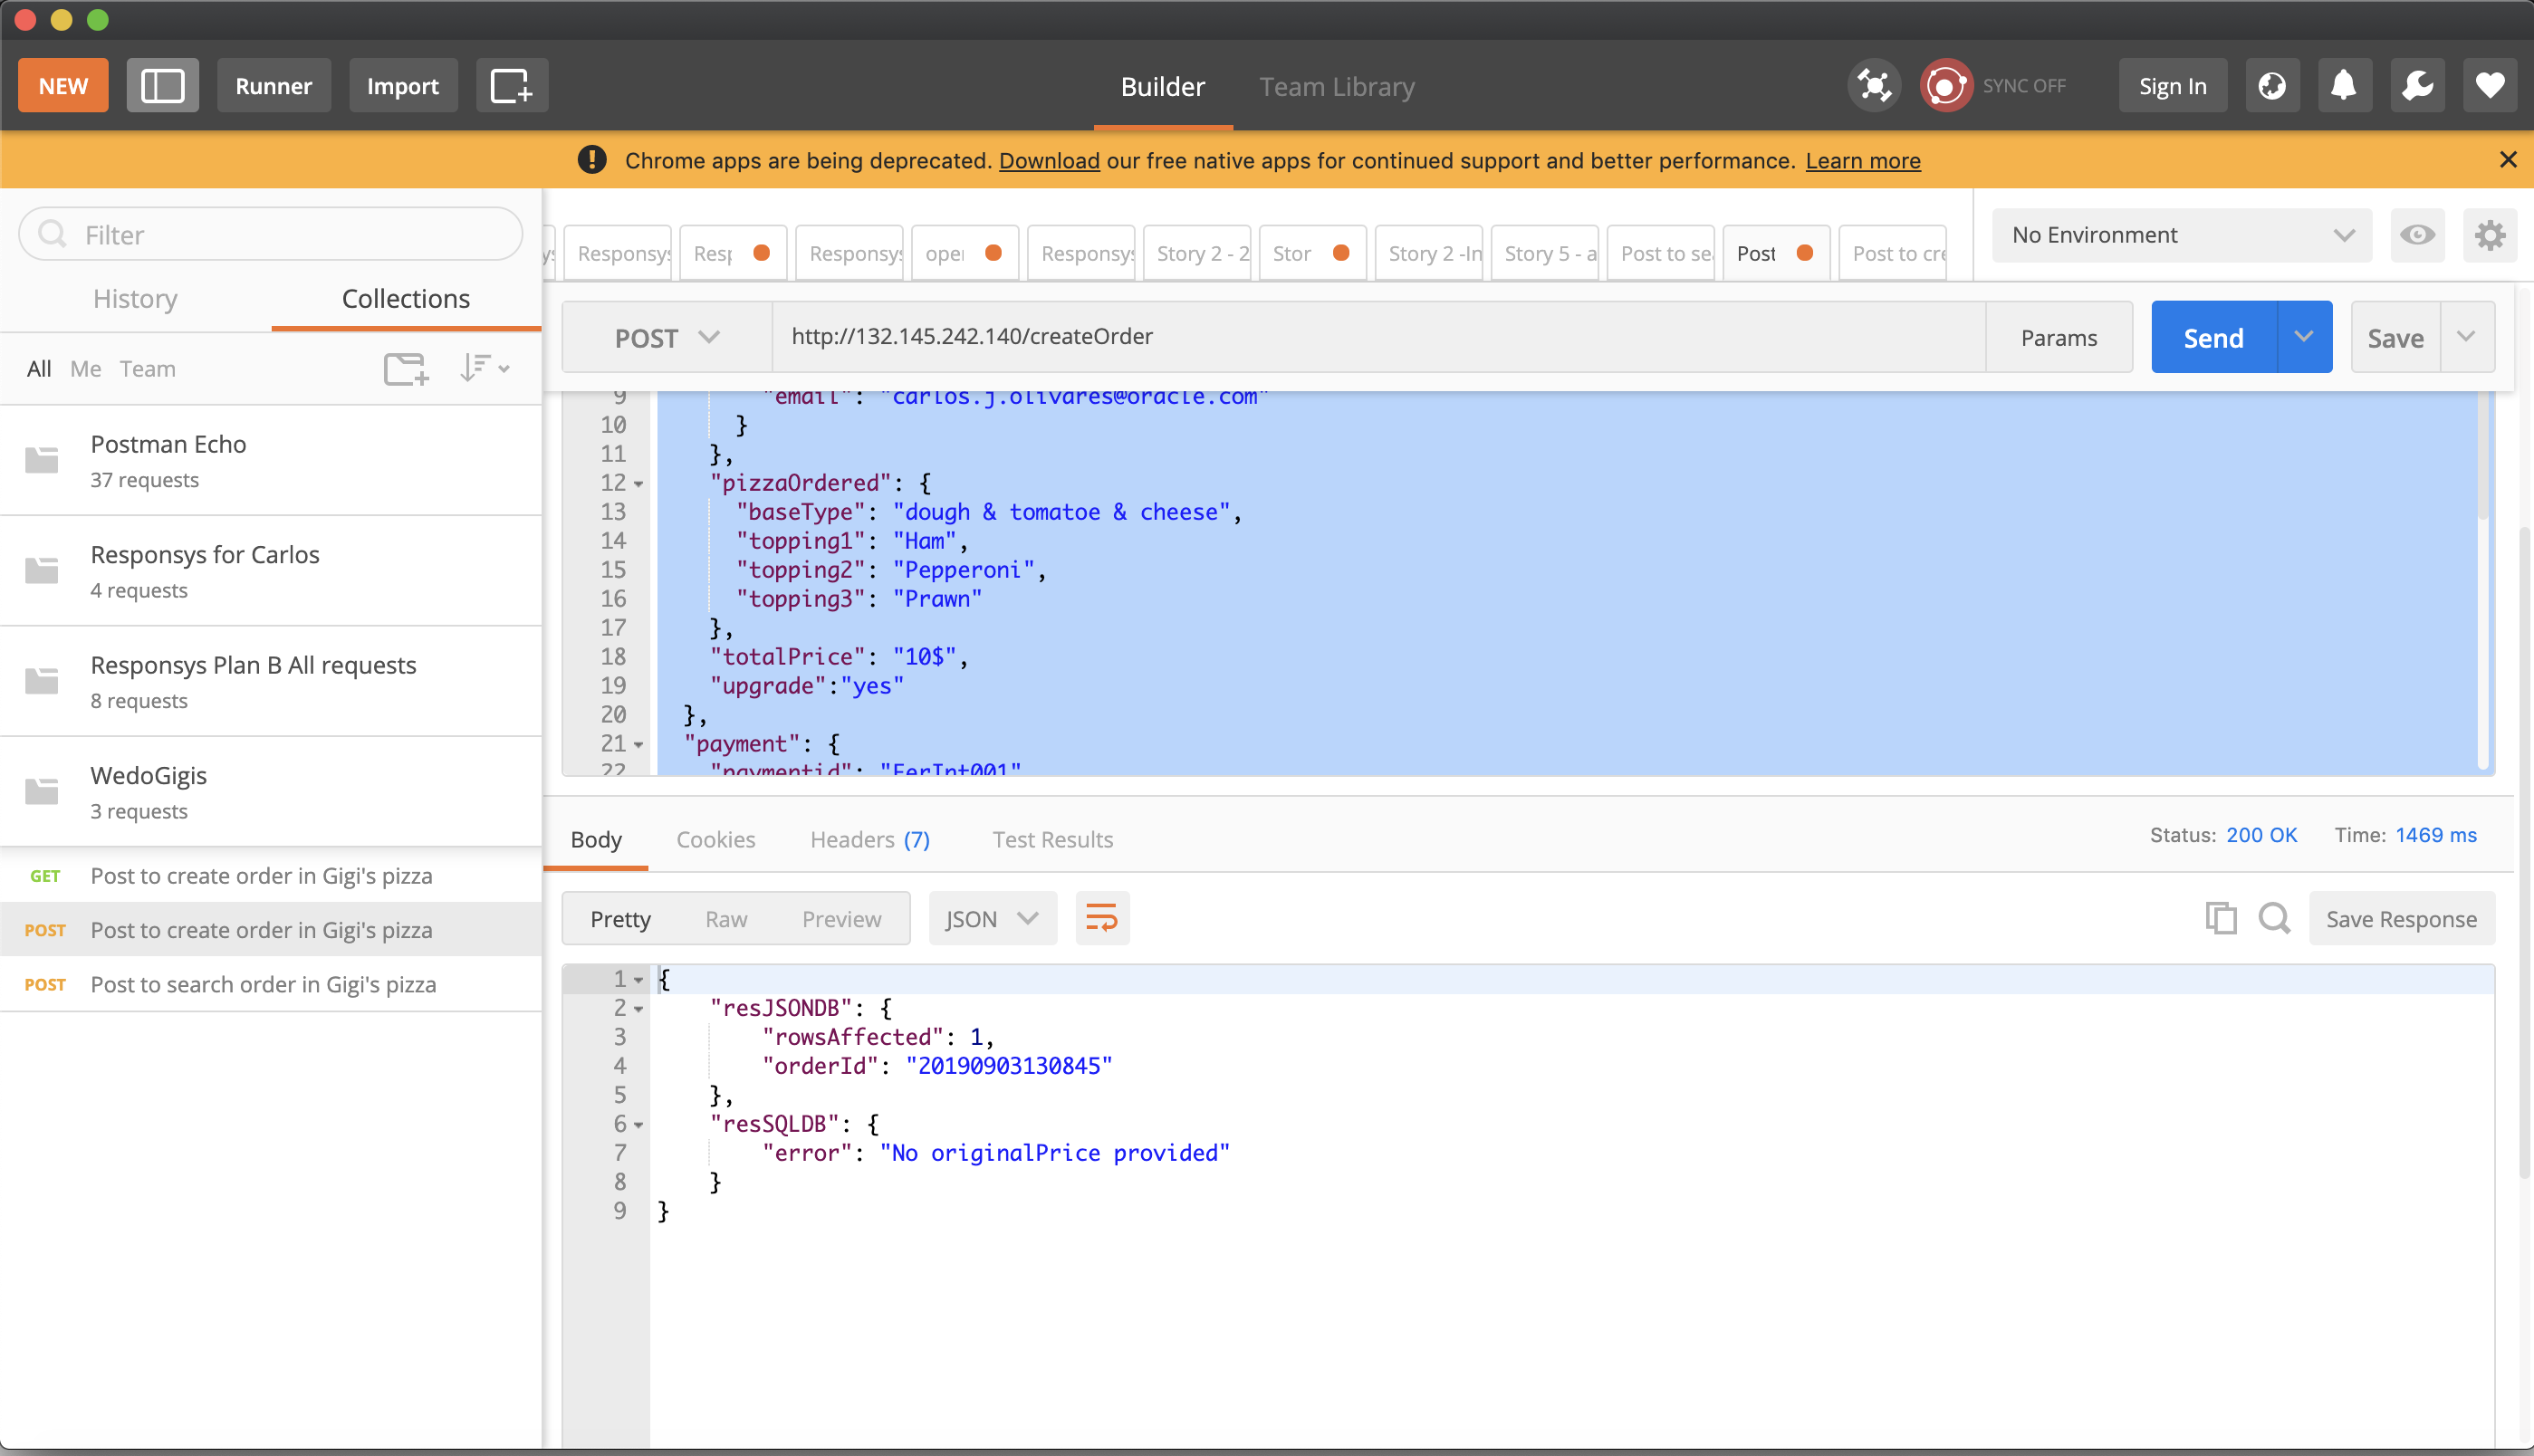 NEW
Runner
Import
Builder
Team Library
SYNC OFF
Sign In
Chrome apps are being deprecated. Download our free native apps for continued support and better performance. Learn more
Filter
History
Collections
All Me Team
Postman Echo
37 requests
Responsys for Carlos
4 requests
Responsys Plan B All requests
8 requests
WedoGigis
3 requests
GET Post to create order in Gigi's pizza
POST Post to create order in Gigi's pizza
POST Post to search order in Gigi's pizza
Responsys Resp Responsys oper Responsys Story 2 - 2 Stor Story 2 -In Story 5 - a Post to sea Post Post to cre
No Environment
POST http://132.145.242.140/createOrder Params Send Save
9 "email": "carlos.j.olivares@oracle.com"
10 }
11 },
12 "pizzaOrdered": {
13 "baseType": "dough & tomatoe & cheese",
14 "topping1": "Ham",
15 "topping2": "Pepperoni",
16 "topping3": "Prawn"
17 },
18 "totalPrice": "10$",
19 "upgrade":"yes"
20 },
21 "payment": {
22 "paymentid": "FerInt001"
Body Cookies Headers (7) Test Results
Status: 200 OK Time: 1469 ms
Pretty Raw Preview JSON
Save Response
1 {
2 "resJSONDB": {
3 "rowsAffected": 1,
4 "orderId": "20190903130845"
5 },
6 "resSQLDB": {
7 "error": "No originalPrice provided"
8 }
9 }